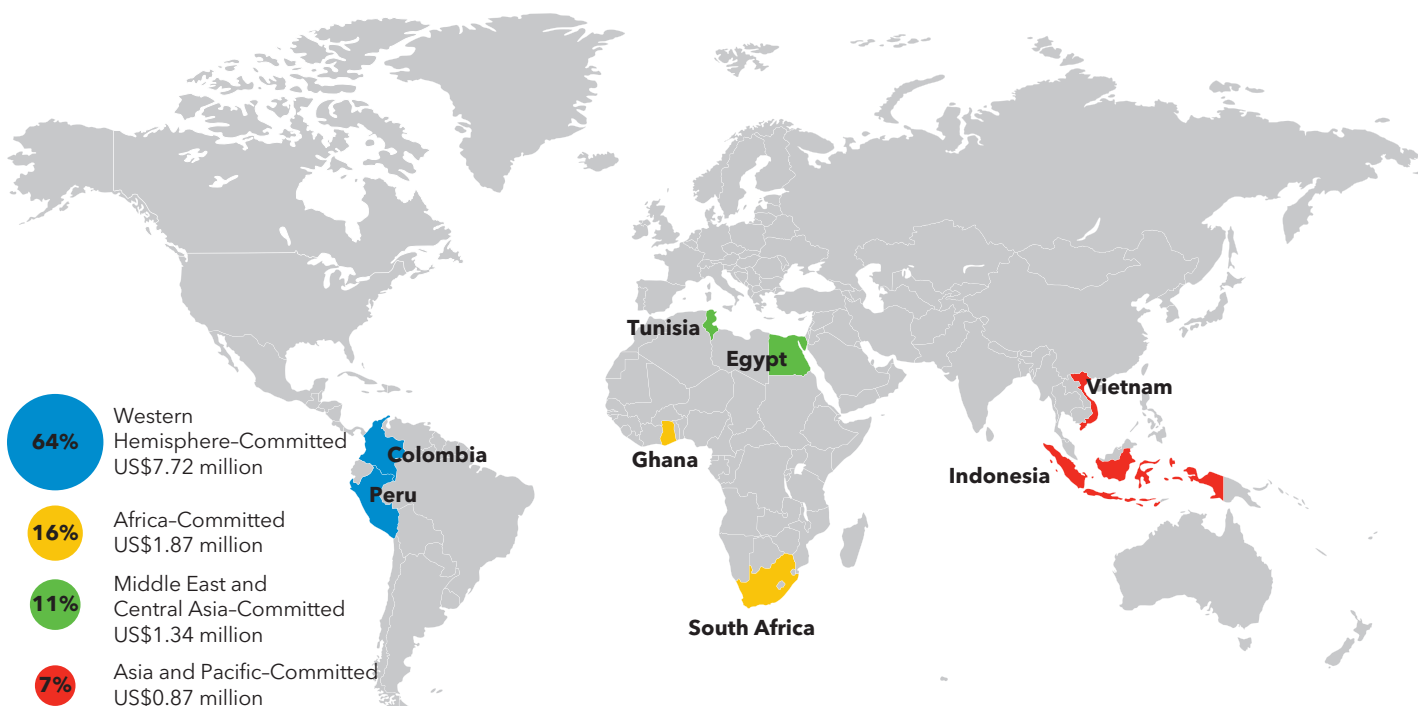 Tunisia
Egypt
Vietnam
Ghana
Indonesia
Colombia
Peru
South Africa
64%
Western
Hemisphere–Committed
US$7.72 million
16%
Africa–Committed
US$1.87 million
11%
Middle East and
Central Asia–Committed
US$1.34 million
7%
Asia and Pacific–Committed
US$0.87 million